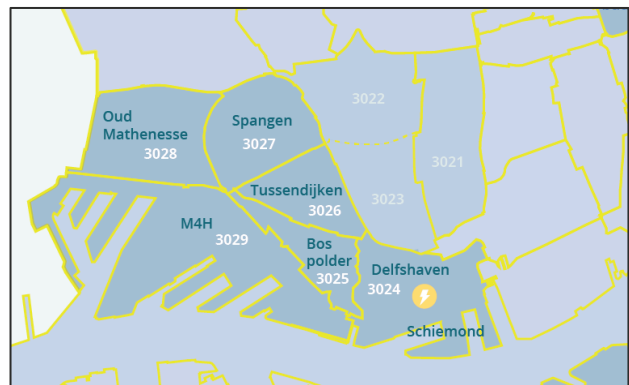 3022
Oud
Mathenesse
3028
Spangen
3027
3021
Tussendijken
3026
3023
M4H
3029
Bos
polder
3025
Delfshaven
3024
Schiemond